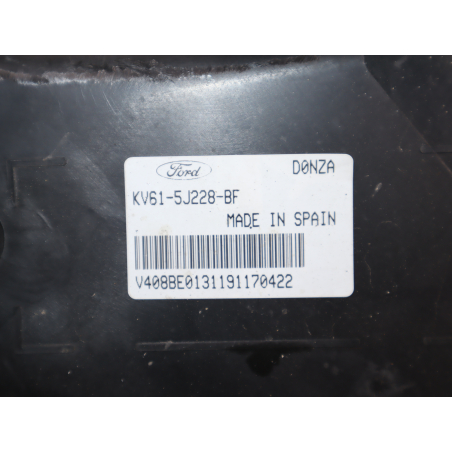 Ford D0NZA
KV61-5J228-BF
MADE IN SPAIN
V408BE0131191170422